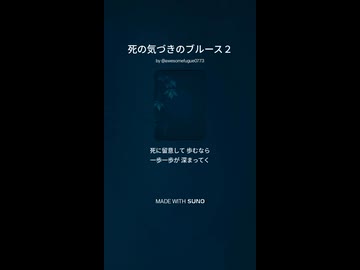 死の気づきのブルース２
by @awesomefugue0773
死に留意して 歩むなら
一歩一歩が 深まってく
MADE WITH SUNO